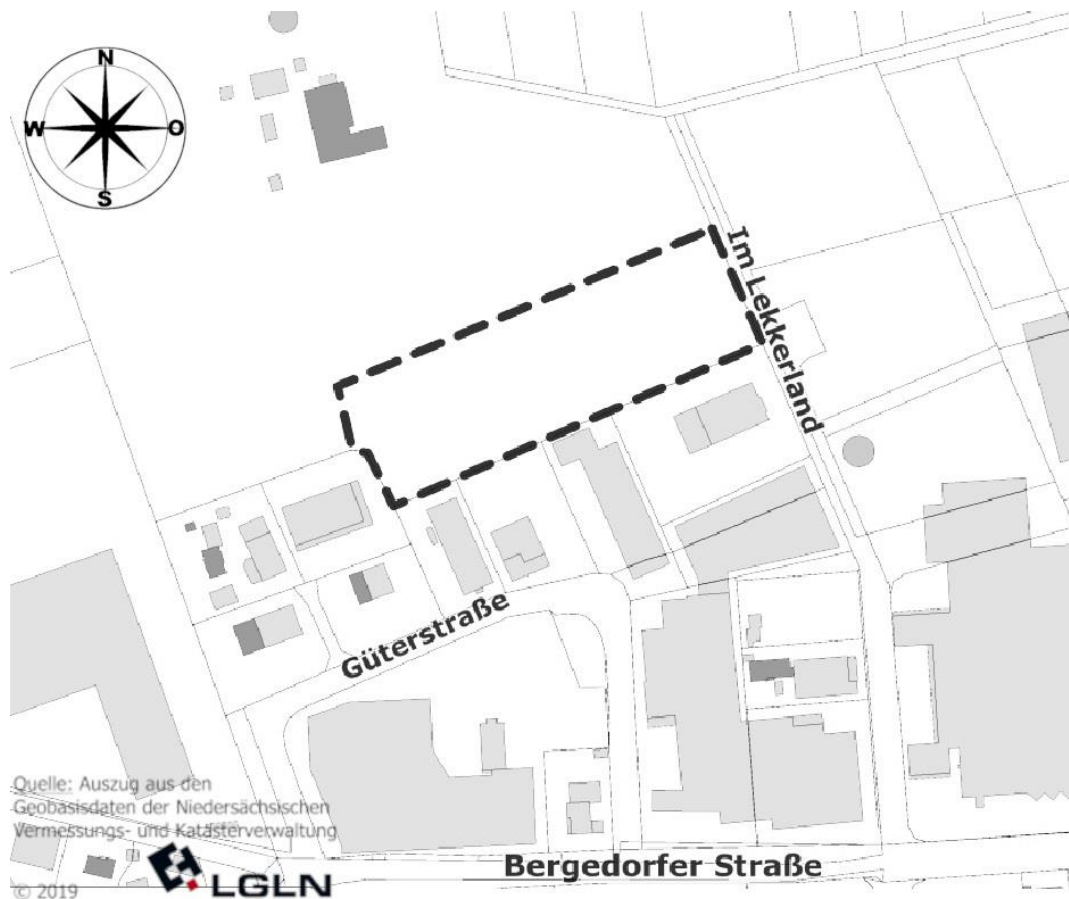 N
W
O
S
Im Lekkerland
Güterstraße
Quelle: Auszug aus den
Geobasisdaten der Niedersächsischen
Vermessungs- und Katasterverwaltung
LGLN
© 2019
Bergedorfer Straße